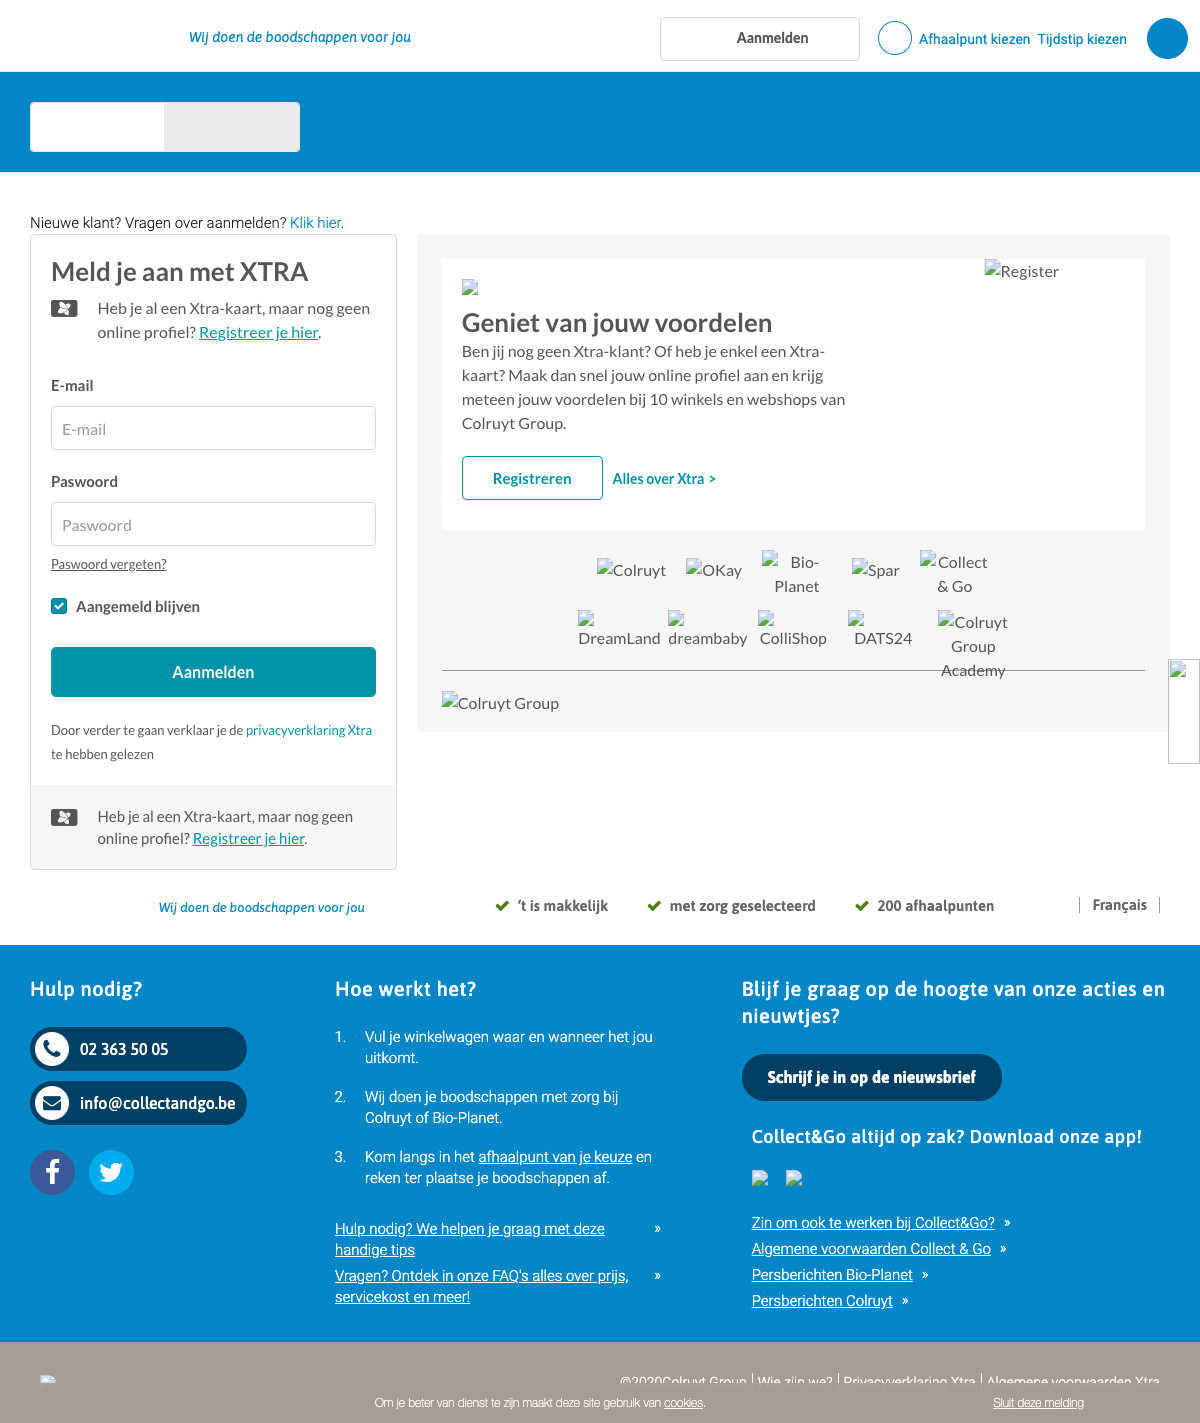 Wij doen de boodschappen voor jou
Aanmelden
Afhaalpunt kiezen Tijdstip kiezen
Nieuwe klant? Vragen over aanmelden? Klik hier.
Meld je aan met XTRA
Heb je al een Xtra-kaart, maar nog geen
online profiel? Registreer je hier.
E-mail
E-mail
Paswoord
Paswoord
Paswoord vergeten?
Aangemeld blijven
Aanmelden
Door verder te gaan verklaar je de privacyverklaring Xtra
te hebben gelezen
Heb je al een Xtra-kaart, maar nog geen
online profiel? Registreer je hier.
Register
Geniet van jouw voordelen
Ben jij nog geen Xtra-klant? Of heb je enkel een Xtra-
kaart? Maak dan snel jouw online profiel aan en krijg
meteen jouw voordelen bij 10 winkels en webshops van
Colruyt Group.
Registreren
Alles over Xtra >
Colruyt
OKay
Bio-
Planet
Spar
Collect
& Go
DreamLand
dreambaby
ColliShop
DATS24
Colruyt
Group
Academy
Colruyt Group
Wij doen de boodschappen voor jou
‘t is makkelijk
met zorg geselecteerd
200 afhaalpunten
Français
Hulp nodig?
02 363 50 05
info@collectandgo.be
Hoe werkt het?
1. Vul je winkelwagen waar en wanneer het jou
uitkomt.
2. Wij doen je boodschappen met zorg bij
Colruyt of Bio-Planet.
3. Kom langs in het afhaalpunt van je keuze en
reken ter plaatse je boodschappen af.
Hulp nodig? We helpen je graag met deze »
handige tips
Vragen? Ontdek in onze FAQ's alles over prijs, »
servicekost en meer!
Blijf je graag op de hoogte van onze acties en
nieuwtjes?
Schrijf je in op de nieuwsbrief
Collect&Go altijd op zak? Download onze app!
Zin om ook te werken bij Collect&Go? »
Algemene voorwaarden Collect & Go »
Persberichten Bio-Planet »
Persberichten Colruyt »
©2020Colruyt Group | Wie zijn we? | Privacyverklaring Xtra | Algemene voorwaarden Xtra
Om je beter van dienst te zijn maakt deze site gebruik van cookies.
Sluit deze melding